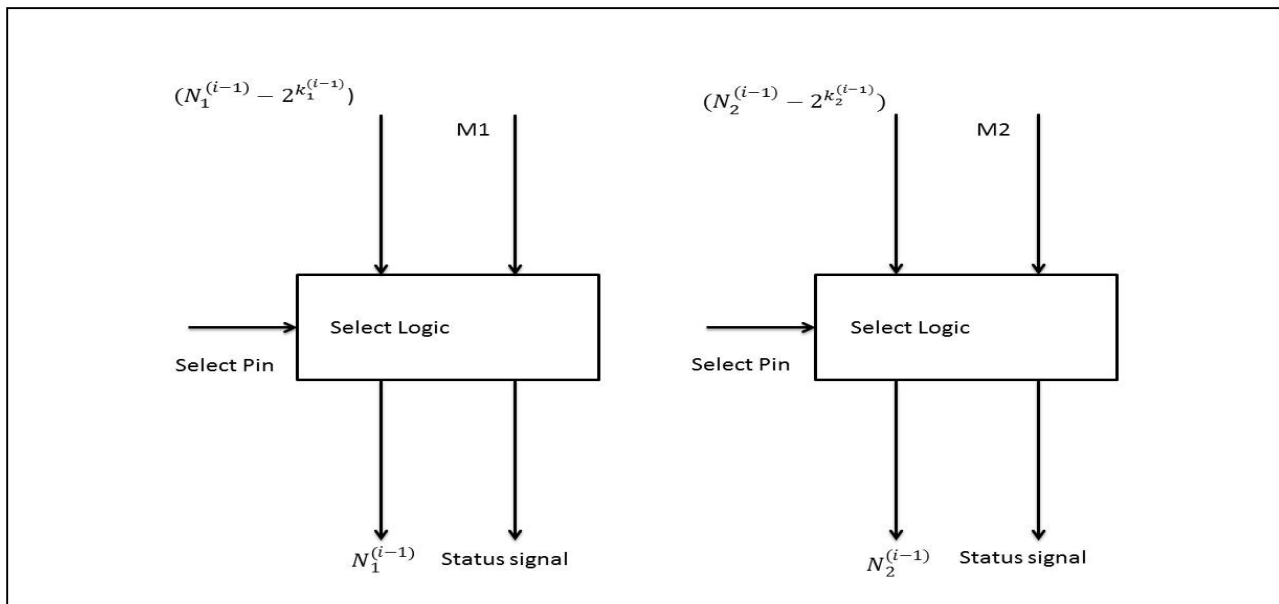 (N_1^{(i-1)} − 2^{k_1^{(i-1)}})
M1
Select Logic
Select Pin
N_1^{(i-1)}
Status signal
(N_2^{(i-1)} − 2^{k_2^{(i-1)}})
M2
Select Logic
Select Pin
N_2^{(i-1)}
Status signal